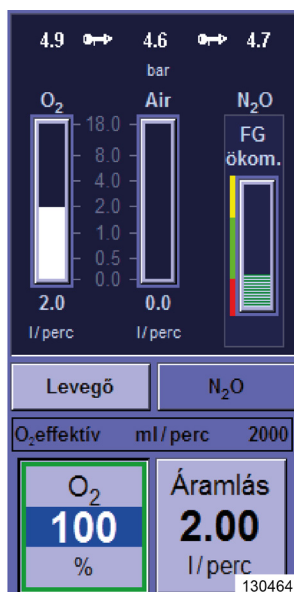 4.9 4.6 4.7
bar
O₂ Air N₂O
FG
ökom.
18.0
8.0
4.0
2.0
1.0
0.5
0.0
2.0 0.0
l/perc l/perc
Levegő N₂O
O₂effektív ml/perc 2000
O₂ Áramlás
100 2.00
% l/perc
130464